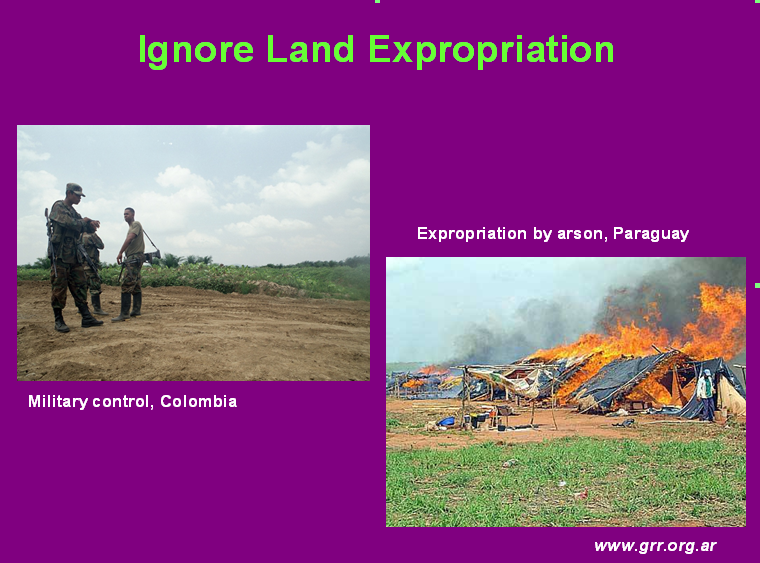 Ignore Land Expropriation
Expropriation by arson, Paraguay
Military control, Colombia
www.grr.org.ar